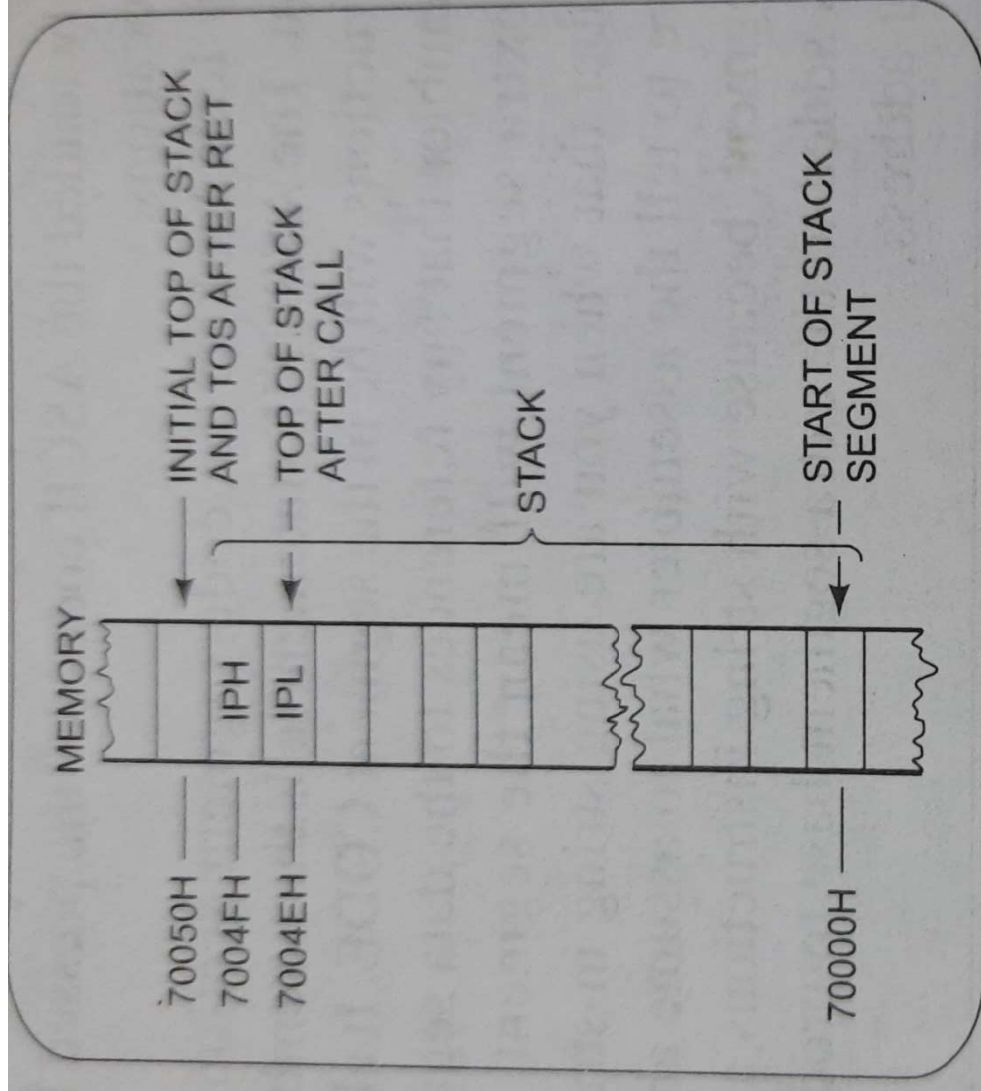 MEMORY
70050H
INITIAL TOP OF STACK
AND TOS AFTER RET
7004FH
IPH
7004EH
IPL
TOP OF STACK
AFTER CALL
STACK
70000H
START OF STACK
SEGMENT